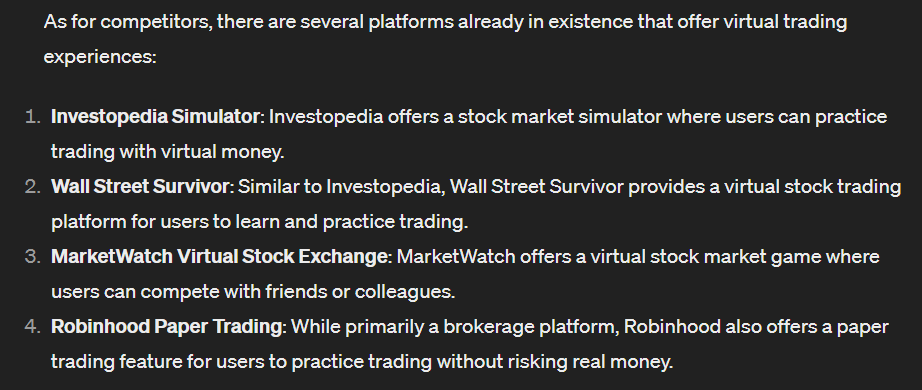 As for competitors, there are several platforms already in existence that offer virtual trading
experiences:
1. Investopedia Simulator: Investopedia offers a stock market simulator where users can practice
trading with virtual money.
2. Wall Street Survivor: Similar to Investopedia, Wall Street Survivor provides a virtual stock trading
platform for users to learn and practice trading.
3. MarketWatch Virtual Stock Exchange: MarketWatch offers a virtual stock market game where
users can compete with friends or colleagues.
4. Robinhood Paper Trading: While primarily a brokerage platform, Robinhood also offers a paper
trading feature for users to practice trading without risking real money.